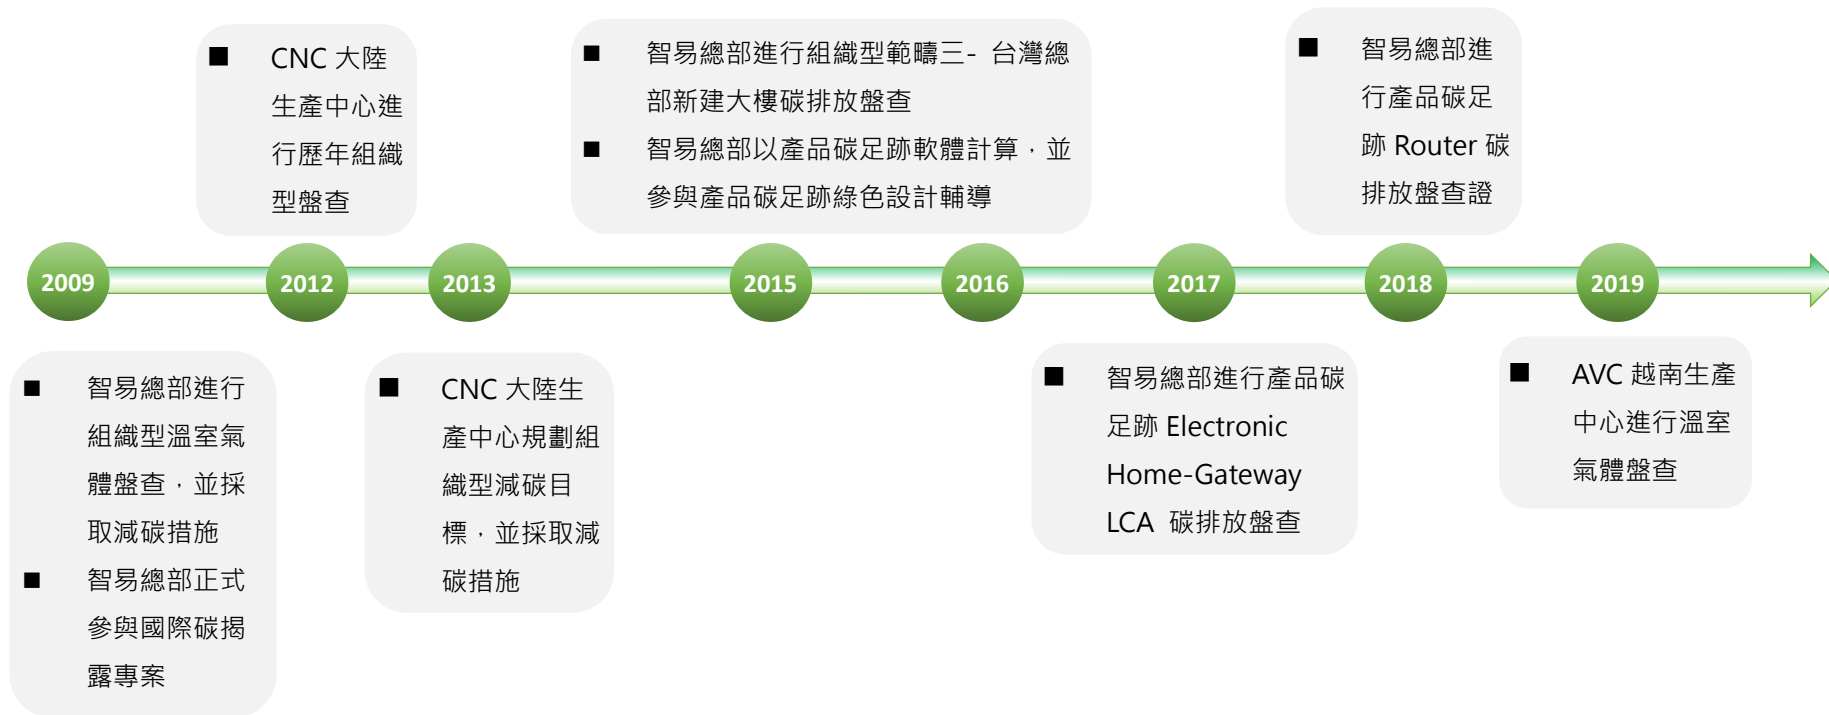 ■ CNC 大陸
生產中心進
行歷年組織
型盤查
■ 智易總部進行組織型範疇三- 台灣總
部新建大樓碳排放盤查
■ 智易總部以產品碳足跡軟體計算，並
參與產品碳足跡綠色設計輔導
■ 智易總部進
行產品碳足
跡 Router 碳
排放盤查證
2009
2012
2013
2015
2016
2017
2018
2019
■ 智易總部進行
組織型溫室氣
體盤查，並採
取減碳措施
■ 智易總部正式
參與國際碳揭
露專案
■ CNC 大陸生
產中心規劃組
織型減碳目
標，並採取減
碳措施
■ 智易總部進行產品碳
足跡 Electronic
Home-Gateway
LCA 碳排放盤查
■ AVC 越南生產
中心進行溫室
氣體盤查